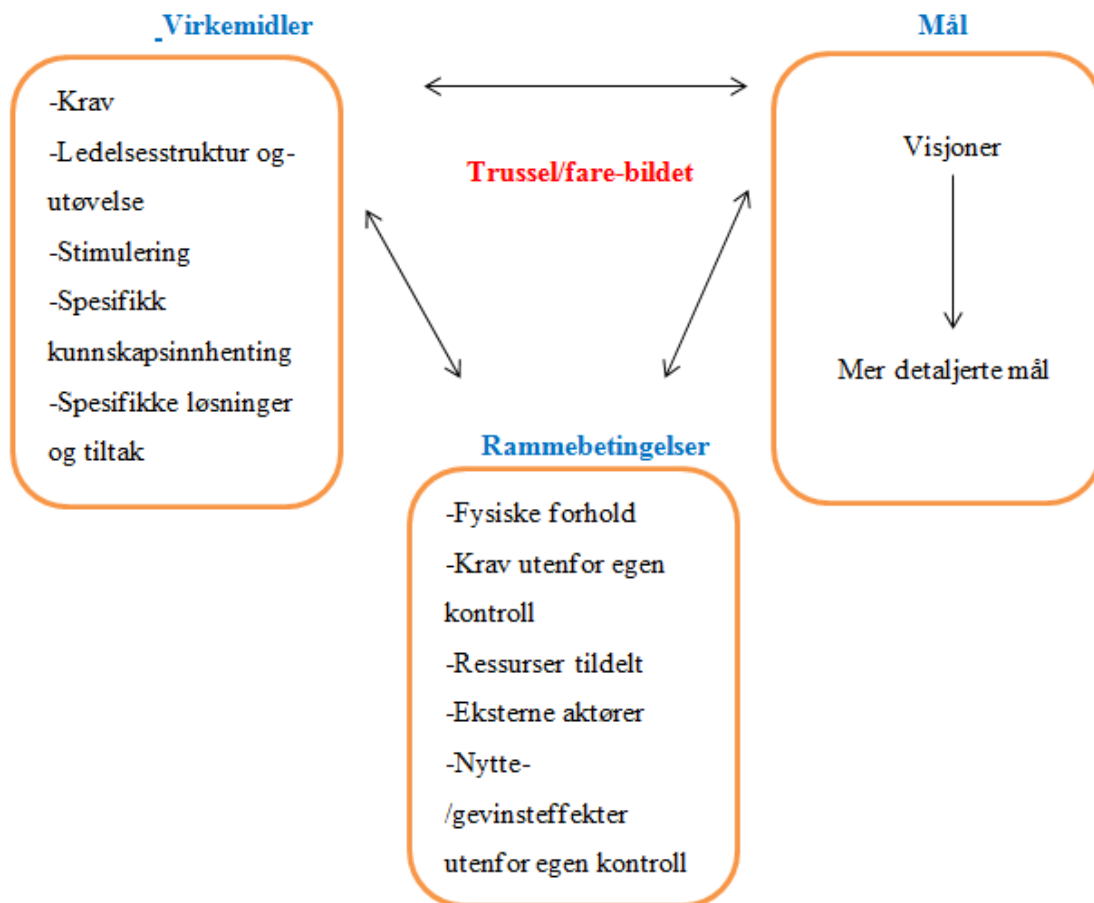 _Virkemidler
Mål
-Krav
-Ledelsesstruktur og-
utøvelse
-Stimulering
-Spesifikk
kunnskapsinnhenting
-Spesifikke løsninger
og tiltak
Trussel/fare-bildet
Visjoner
Mer detaljerte mål
Rammebetingelser
-Fysiske forhold
-Krav utenfor egen
kontroll
-Ressurser tildelt
-Eksterne aktører
-Nytte-
/gevinsteffekter
utenfor egen kontroll